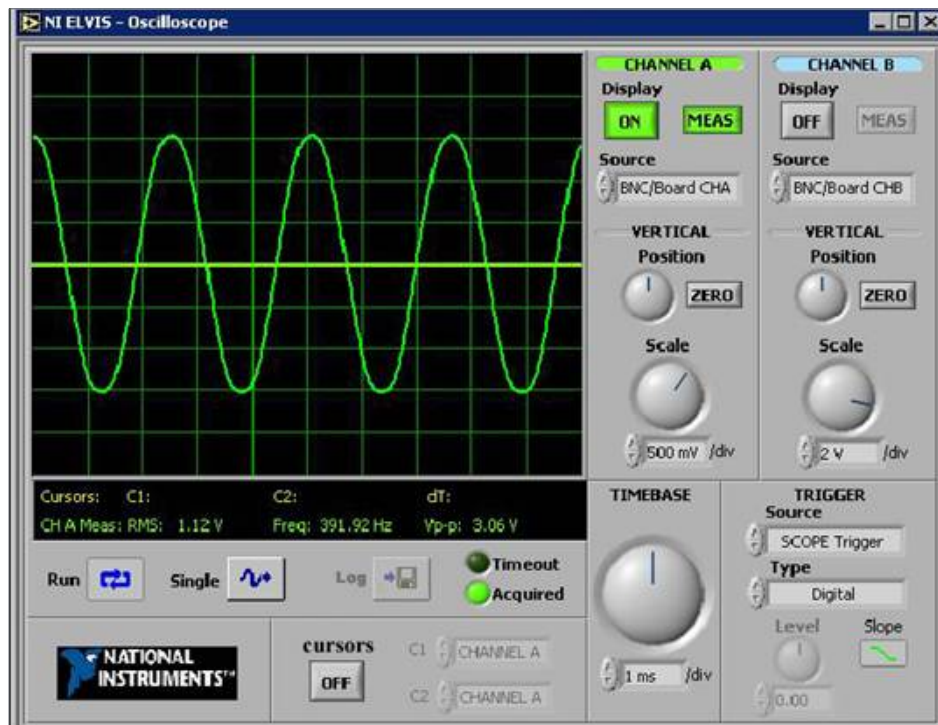 NI ELVIS - Oscilloscope
CHANNEL A
Display
ON MEAS
Source
BNC/Board CHA
VERTICAL
Position
ZERO
Scale
500 mV /div
CHANNEL B
Display
OFF MEAS
Source
BNC/Board CHB
VERTICAL
Position
ZERO
Scale
2 V /div
Cursors: C1: C2: dT:
CH A Meas: RMS: 1.12 V Freq: 391.92 Hz Vp-p: 3.06 V
Run Single Log
Timeout
Acquired
NATIONAL
INSTRUMENTS™
cursors
OFF
C1 CHANNEL A
C2 CHANNEL A
TIMEBASE
1 ms /div
TRIGGER
Source
SCOPE Trigger
Type
Digital
Level Slope
0.00